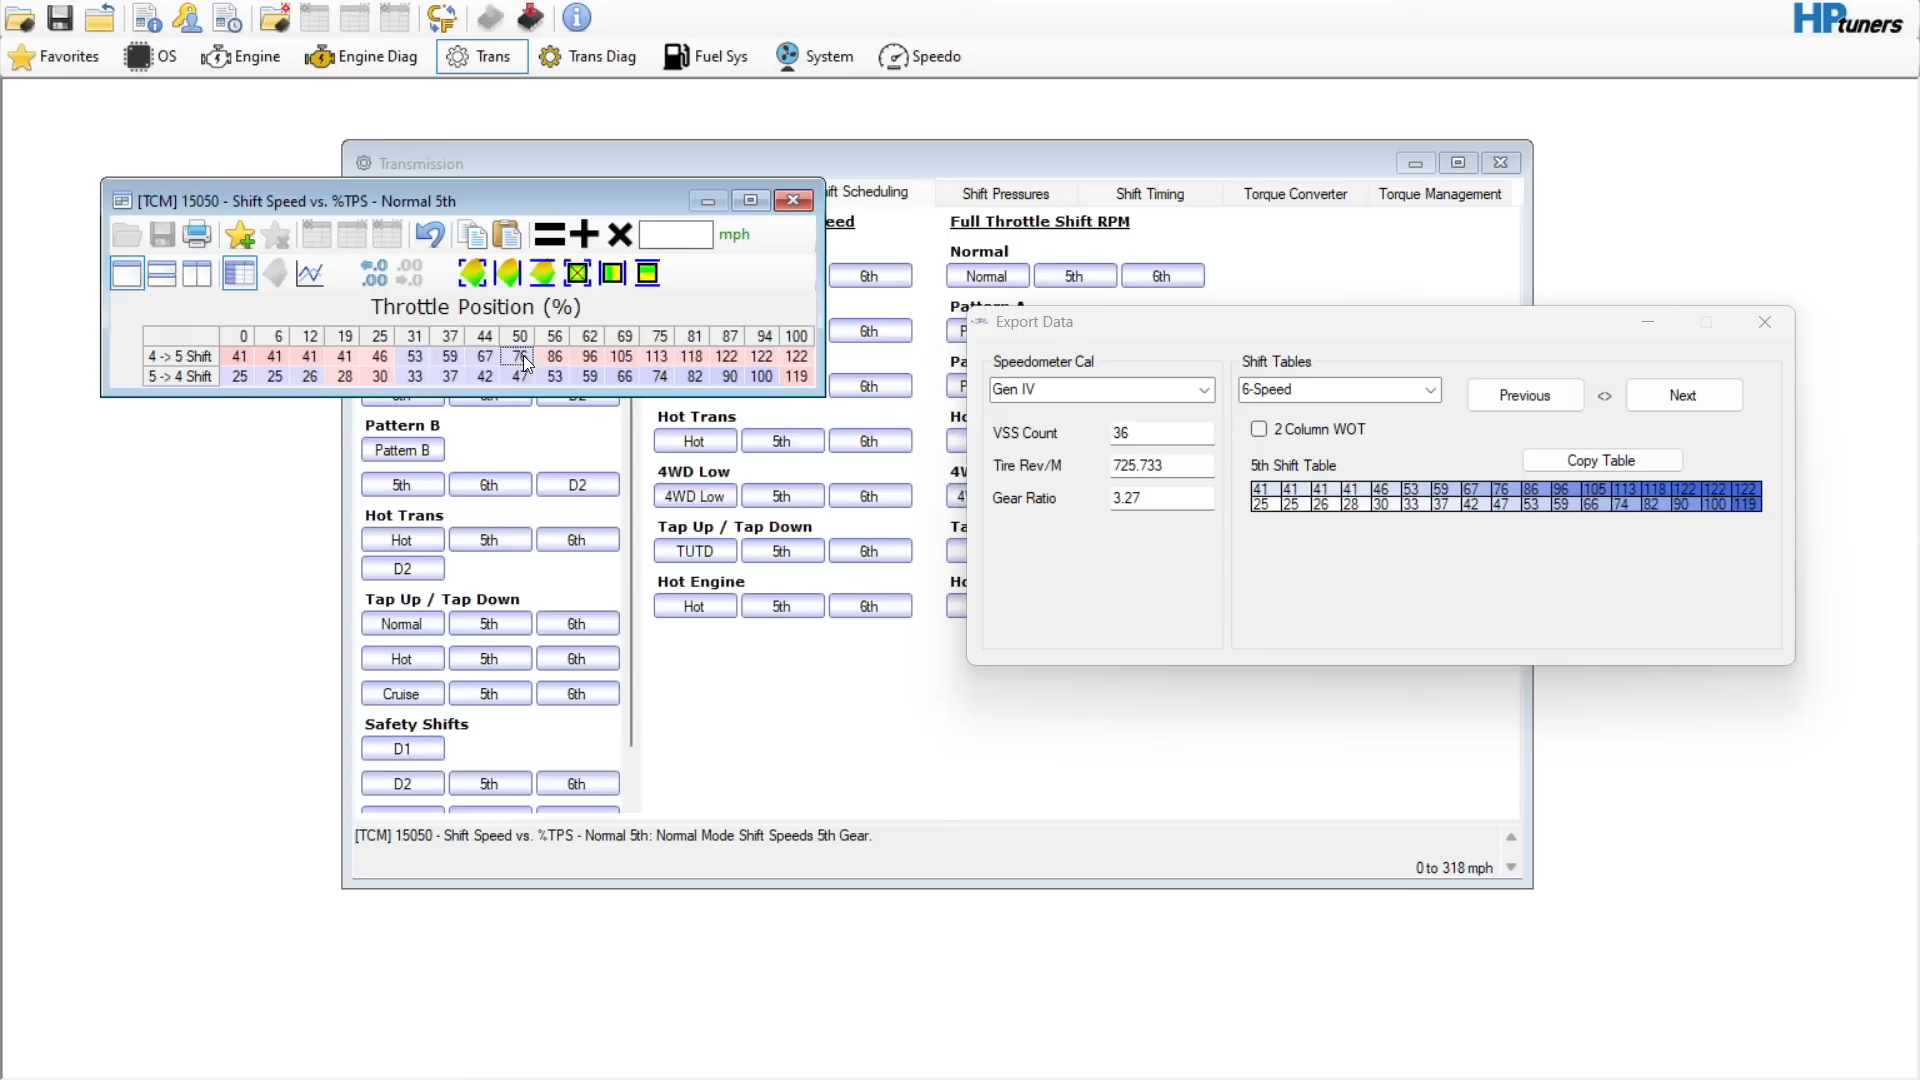 HPtuners
Favorites OS Engine Engine Diag Trans Trans Diag Fuel Sys System Speedo
Transmission
[TCM] 15050 - Shift Speed vs. %TPS - Normal 5th
mph
Throttle Position (%)
0 6 12 19 25 31 37 44 50 56 62 69 75 81 87 94 100
4 -> 5 Shift 41 41 41 41 46 53 59 67 76 86 96 105 113 118 122 122 122
5 -> 4 Shift 25 25 26 28 30 33 37 42 47 53 59 66 74 82 90 100 119
Shift Pressures Shift Timing Torque Converter Torque Management
Full Throttle Shift RPM
Normal
Normal 5th 6th
6th
6th
6th
D2
Pattern B
Pattern B
5th 6th D2
Hot Trans
Hot 5th 6th
D2
Tap Up / Tap Down
Normal 5th 6th
Hot 5th 6th
Cruise 5th 6th
Safety Shifts
D1
D2 5th 6th
Hot Trans
Hot 5th 6th
4WD Low
4WD Low 5th 6th
Tap Up / Tap Down
TUTD 5th 6th
Hot Engine
Hot 5th 6th
Export Data
Speedometer Cal
Gen IV
VSS Count 36
Tire Rev/M 725.733
Gear Ratio 3.27
Shift Tables
6-Speed Previous <> Next
2 Column WOT
5th Shift Table Copy Table
41 41 41 41 46 53 59 67 76 86 96 105 113 118 122 122 122
25 25 26 28 30 33 37 42 47 53 59 66 74 82 90 100 119
[TCM] 15050 - Shift Speed vs. %TPS - Normal 5th: Normal Mode Shift Speeds 5th Gear.
0 to 318 mph